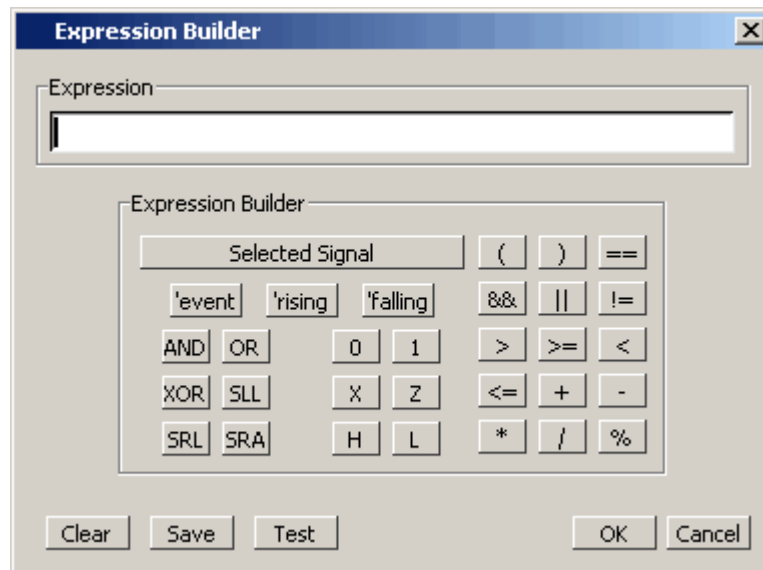 Expression Builder
Expression
Expression Builder
Selected Signal ( ) ==
'event 'rising 'falling && || !=
AND OR 0 1 > >= <
XOR SLL X Z <= + -
SRL SRA H L * / %
Clear Save Test OK Cancel